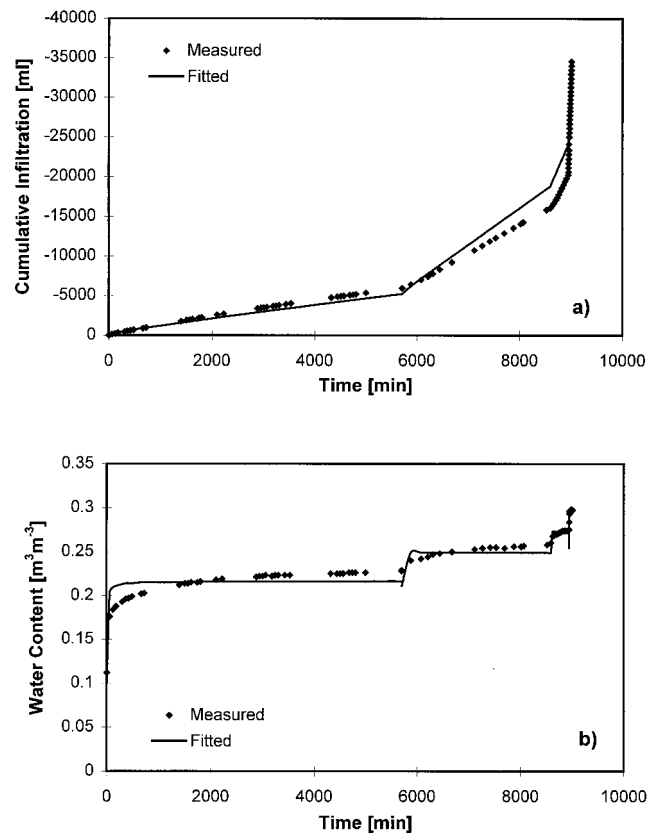 -40000
-35000
-30000
-25000
-20000
-15000
-10000
-5000
0
Cumulative Infiltration [ml]
Measured
Fitted
a)
0 2000 4000 6000 8000 10000
Time [min]
0.35
0.3
0.25
0.2
0.15
0.1
0.05
0
Water Content [m³m⁻³]
Measured
Fitted
b)
0 2000 4000 6000 8000 10000
Time [min]